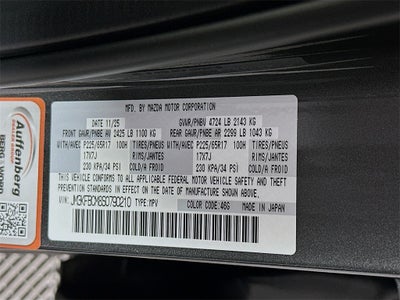 MFD. BY MAZDA MOTOR CORPORATION
DATE 11/25 GVWR/PNBV 4724 LB 2143 KG
FRONT GAWR/PNBE AV 2425 LB 1100 KG REAR GAWR/PNBE AR 2299 LB 1043 KG
WITH/AVEC P225/65R17 100H TIRES/PNEUS WITH/AVEC P225/65R17 100H TIRES/PNEUS
17X7J RIMS/JANTES 17X7J RIMS/JANTES
230 KPA/34 PSI COLD/A FROID 230 KPA/34 PSI COLD/A FROID
THIS VEHICLE CONFORMS TO ALL APPLICABLE FEDERAL MOTOR VEHICLE SAFETY AND THEFT
PREVENTION STANDARDS IN EFFECT ON THE DATE OF MANUFACTURE SHOWN ABOVE.
COLOR CODE: 46G MADE IN JAPAN
TYPE:MPV
Auffenberg